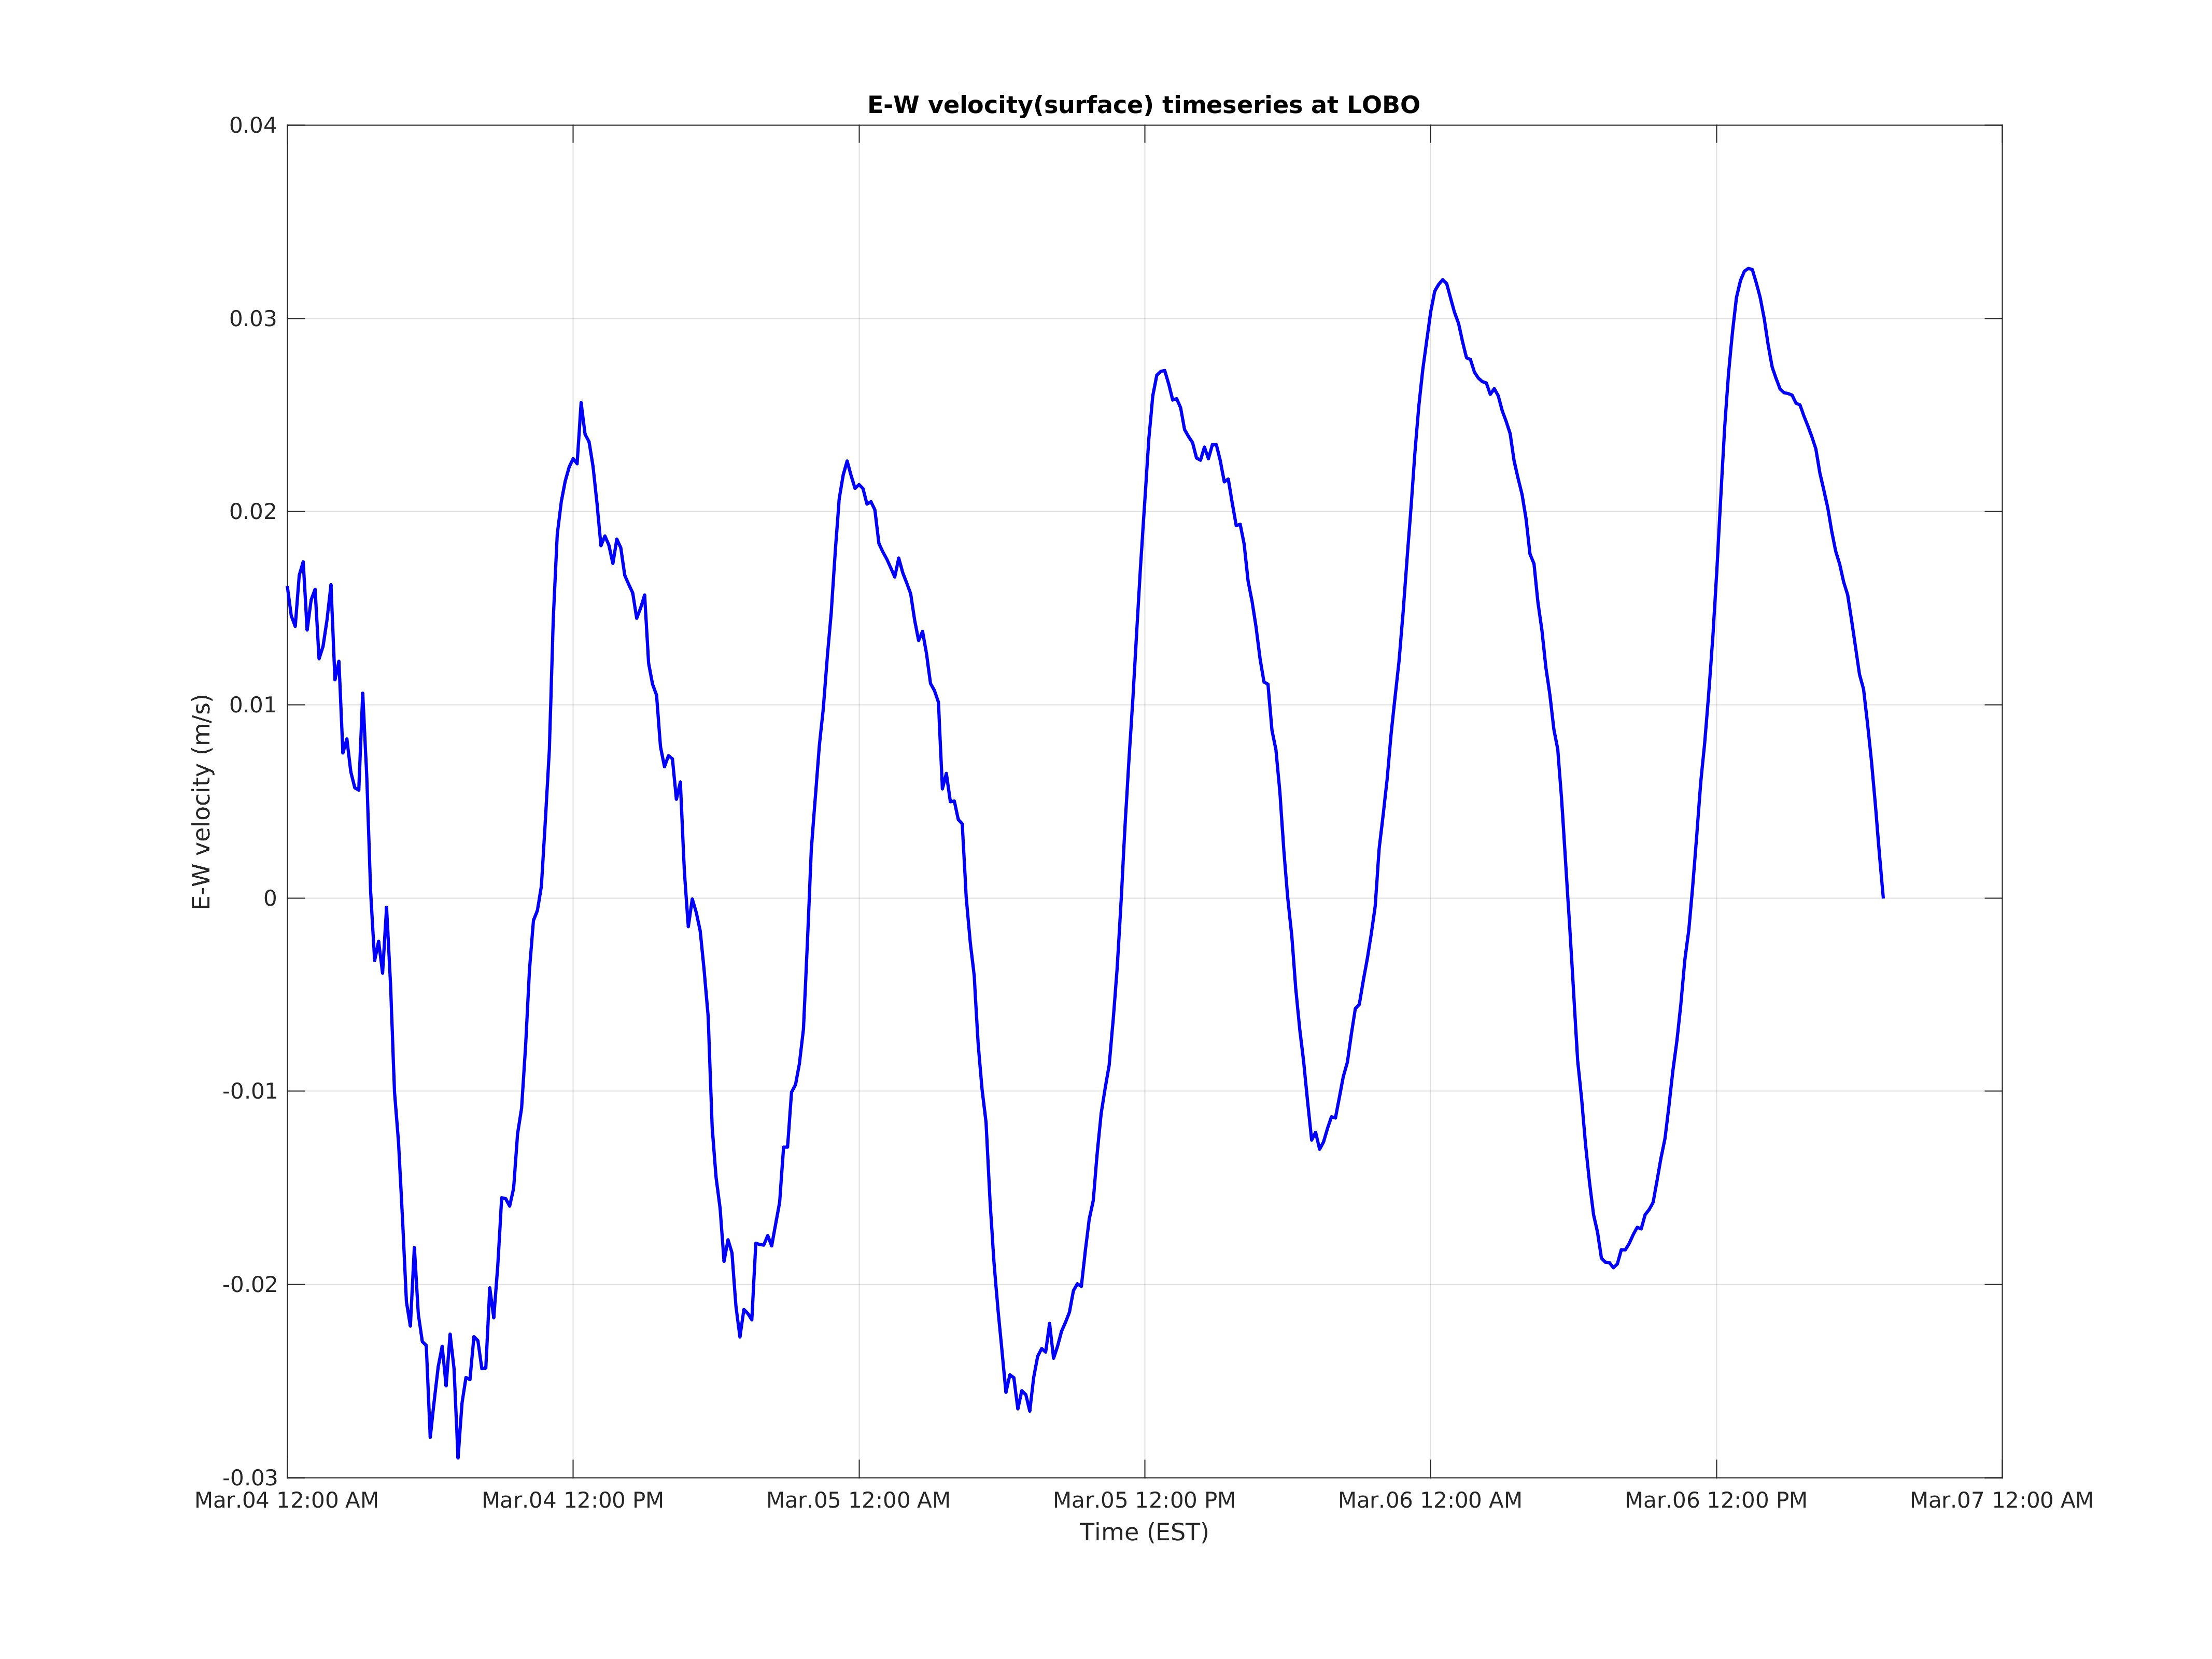 E-W velocity(surface) timeseries at LOBO
0.04
0.03
0.02
0.01
0
-0.01
-0.02
-0.03
E-W velocity (m/s)
Mar.04 12:00 AM Mar.04 12:00 PM Mar.05 12:00 AM Mar.05 12:00 PM Mar.06 12:00 AM Mar.06 12:00 PM Mar.07 12:00 AM
Time (EST)